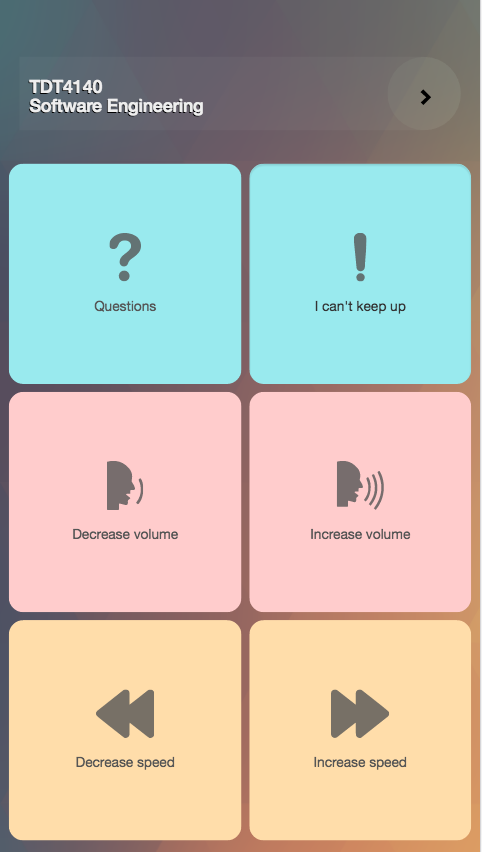 TDT4140
Software Engineering
Questions
I can't keep up
Decrease volume
Increase volume
Decrease speed
Increase speed